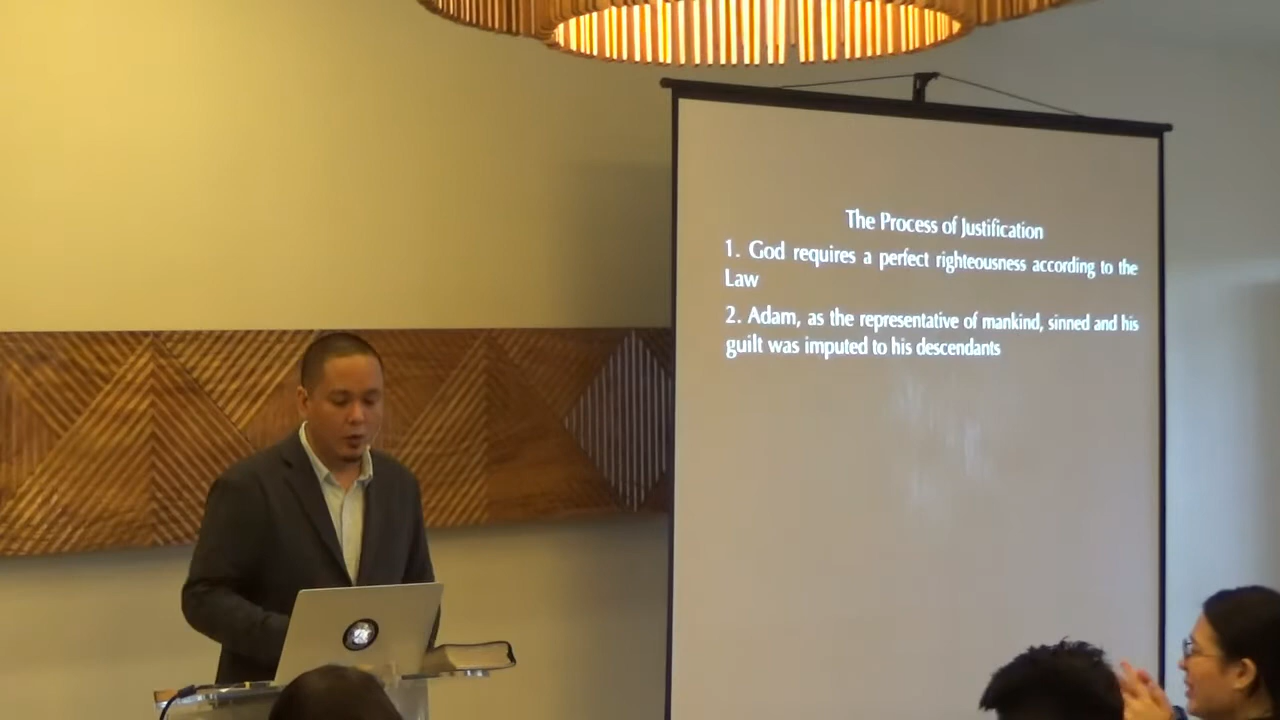 The Process of Justification
1. God requires a perfect righteousness according to the
Law
2. Adam, as the representative of mankind, sinned and his
guilt was imputed to his descendants